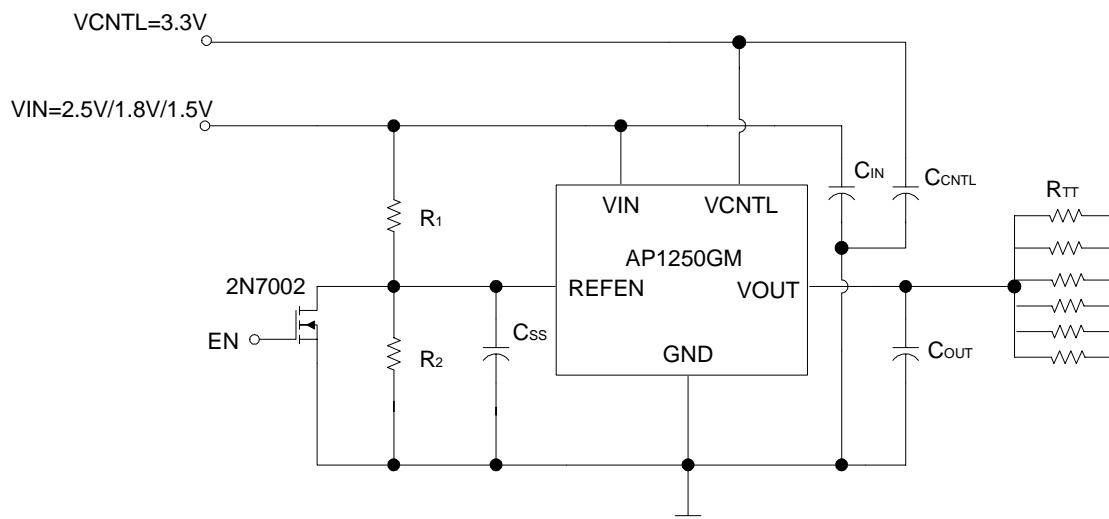 VCNTL=3.3V
VIN=2.5V/1.8V/1.5V
CIN
CCNTL
RTT
R1
VIN
VCNTL
AP1250GM
2N7002
REFEN
VOUT
EN
R2
CSS
GND
COUT